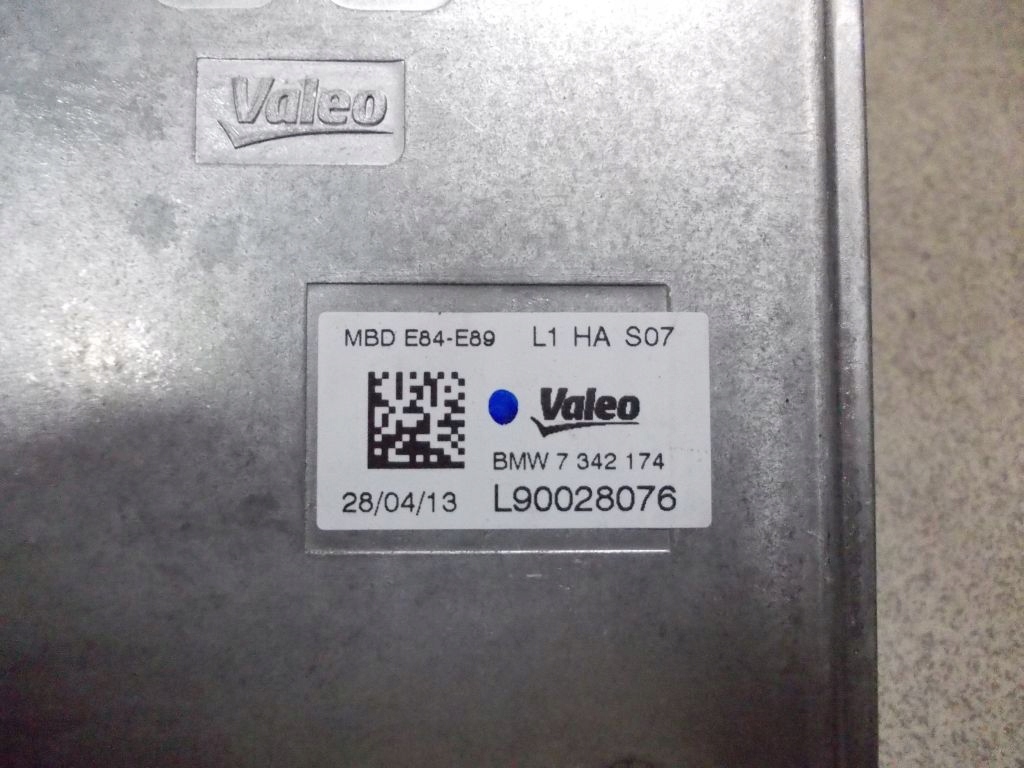 Valeo
MBD E84-E89 L1 HA S07
Valeo
BMW 7 342 174
28/04/13 L90028076